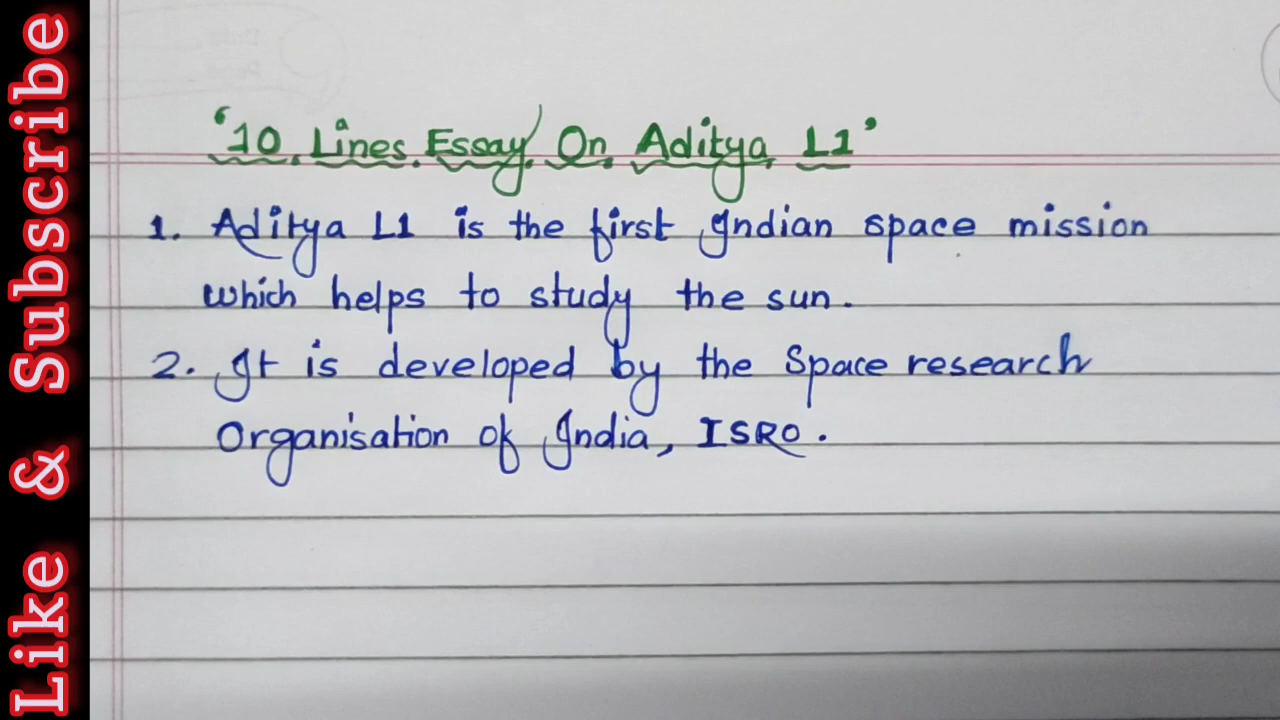 Like & Subscribe
'10 Lines Essay On Aditya L1'
1. Aditya L1 is the first Indian space mission
which helps to study the sun.
2. It is developed by the Space research
Organisation of India, ISRO.